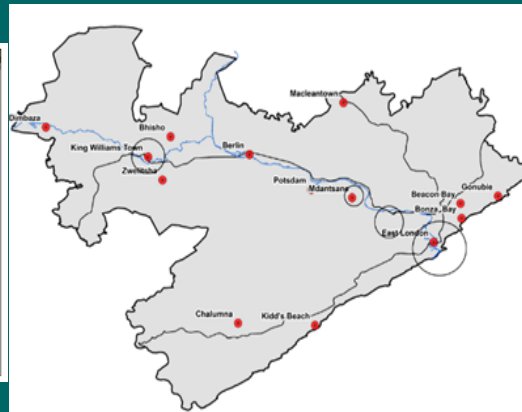 Macleantown
Dimbaza
Bhisho
King Williams Town
Berlin
Zwelitsha
Potsdam
Mdantsane
Beacon Bay
Gonubie
Bonza Bay
East London
Chalumna
Kidd's Beach